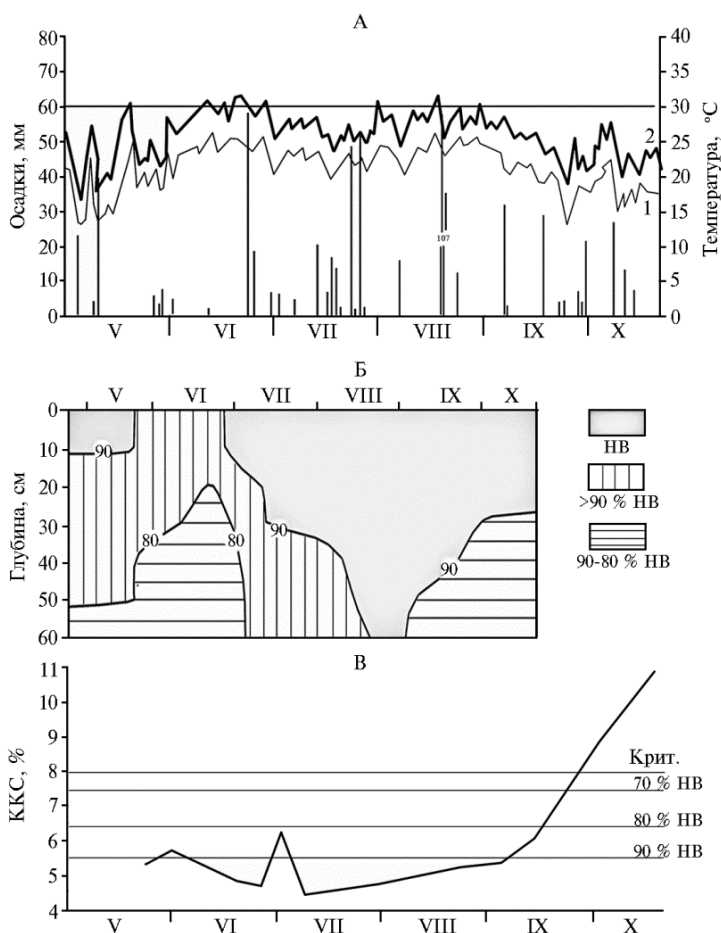 А
80
70
60
50
40
30
20
10
0
Осадки, мм
40
35
30
25
20
15
10
5
0
Температура, °С
2
1
107
V VI VII VIII IX X
Б
V VI VII VIII IX X
0
10
20
30
40
50
60
Глубина, см
90
80 80
90
90
НВ
>90 % НВ
90-80 % НВ
В
11
10
9
8
7
6
5
4
ККС, %
Крит.
70 % НВ
80 % НВ
90 % НВ
V VI VII VIII IX X